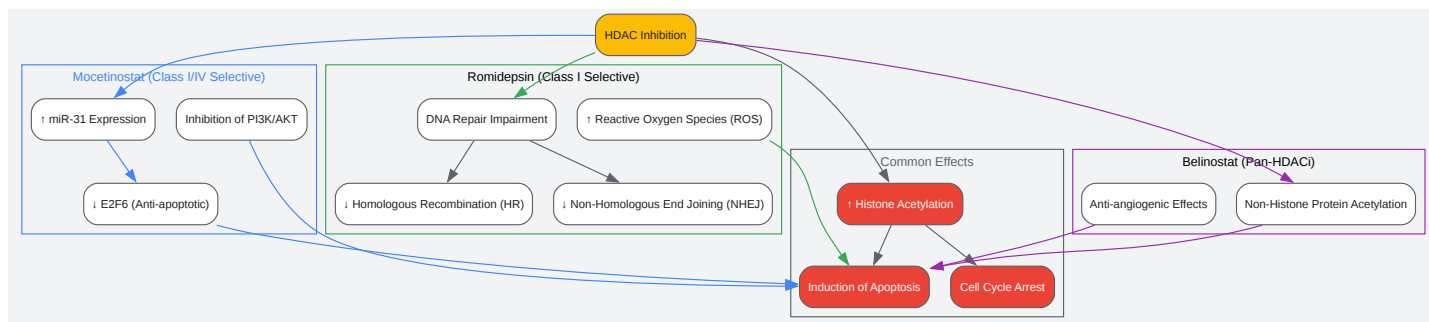 HDAC Inhibition
Mocetinostat (Class I/IV Selective)
↑ miR-31 Expression
Inhibition of PI3K/AKT
↓ E2F6 (Anti-apoptotic)
Romidepsin (Class I Selective)
DNA Repair Impairment
↑ Reactive Oxygen Species (ROS)
↓ Homologous Recombination (HR)
↓ Non-Homologous End Joining (NHEJ)
Common Effects
↑ Histone Acetylation
Induction of Apoptosis
Cell Cycle Arrest
Belinostat (Pan-HDACi)
Anti-angiogenic Effects
Non-Histone Protein Acetylation